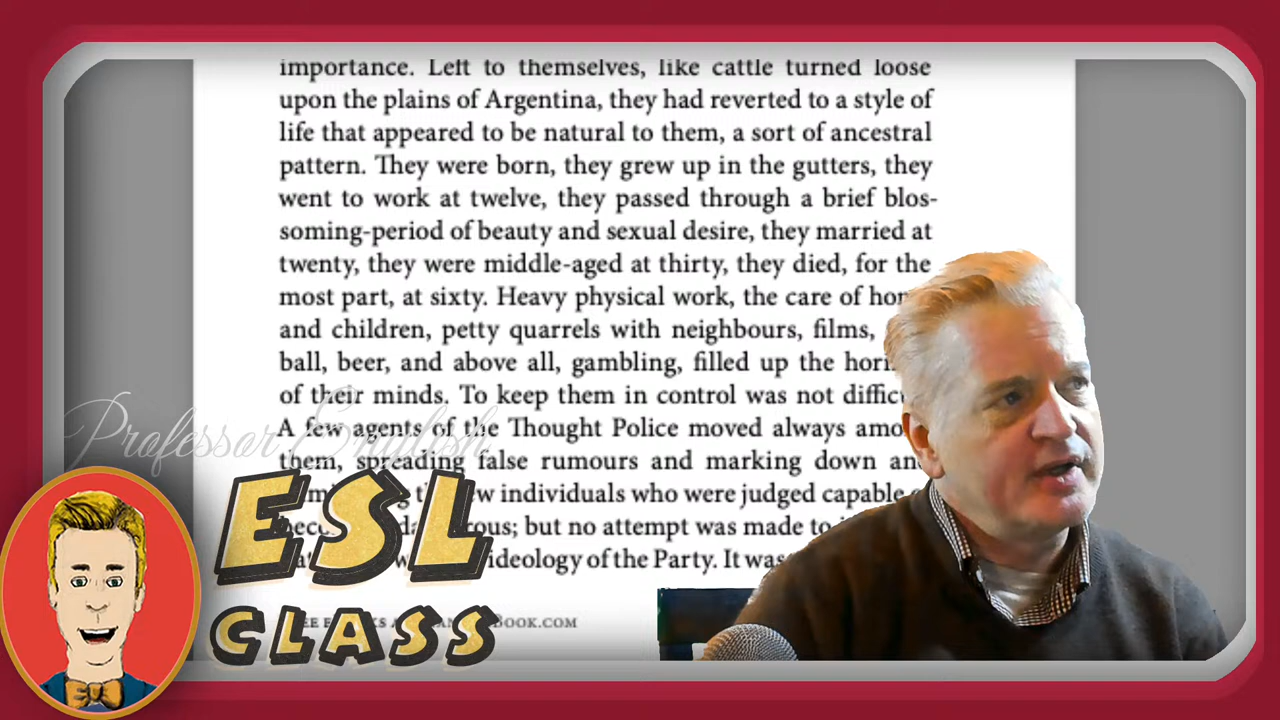 importance. Left to themselves, like cattle turned loose
upon the plains of Argentina, they had reverted to a style of
life that appeared to be natural to them, a sort of ancestral
pattern. They were born, they grew up in the gutters, they
went to work at twelve, they passed through a brief blos-
soming-period of beauty and sexual desire, they married at
twenty, they were middle-aged at thirty, they died, for the
most part, at sixty. Heavy physical work, the care of
and children, petty quarrels with neighbours, films,
ball, beer, and above all, gambling, filled up the
of their minds. To keep them in control was not
A few agents of the Thought Police moved always
them, spreading false rumours and marking down
individuals who were judged capable
but no attempt was made to
ideology of the Party. It was
Professor English
ESL
CLASS